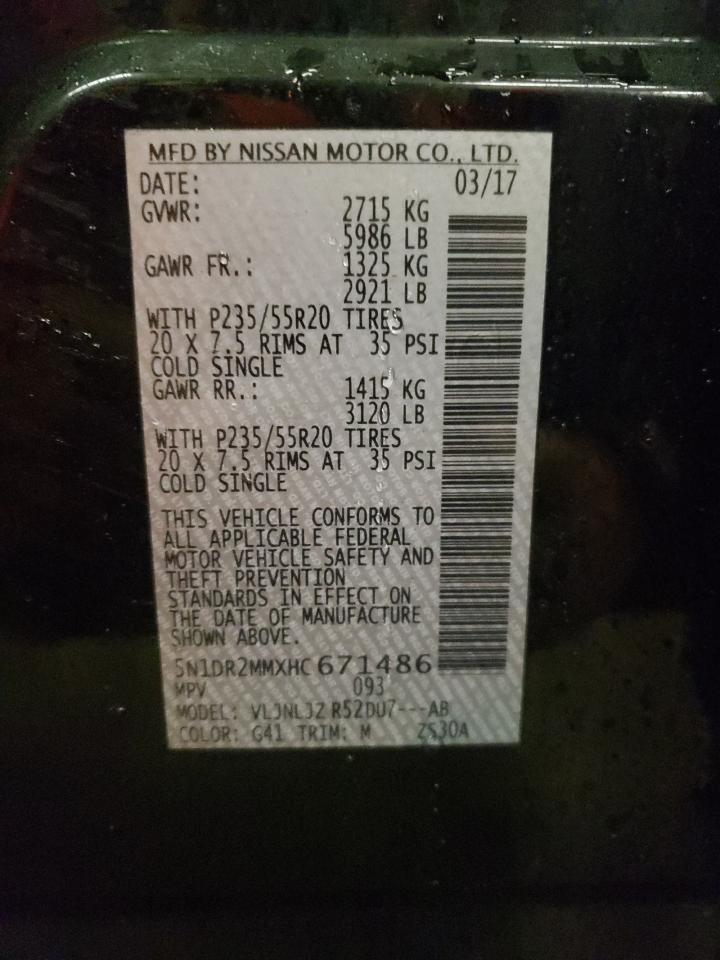 MFD BY NISSAN MOTOR CO., LTD.
DATE: 03/17
GVWR: 2715 KG
5986 LB
GAWR FR.: 1325 KG
2921 LB
WITH P235/55R20 TIRES
20 X 7.5 RIMS AT 35 PSI
COLD SINGLE
GAWR RR.: 1415 KG
3120 LB
WITH P235/55R20 TIRES
20 X 7.5 RIMS AT 35 PSI
COLD SINGLE
THIS VEHICLE CONFORMS TO
ALL APPLICABLE FEDERAL
MOTOR VEHICLE SAFETY AND
THEFT PREVENTION
STANDARDS IN EFFECT ON
THE DATE OF MANUFACTURE
SHOWN ABOVE.
5N1DR2MMXHC671486
MPV 093
MODEL: VLJNLJZ R52DU7---AB
COLOR: G41 TRIM: M ZS30A